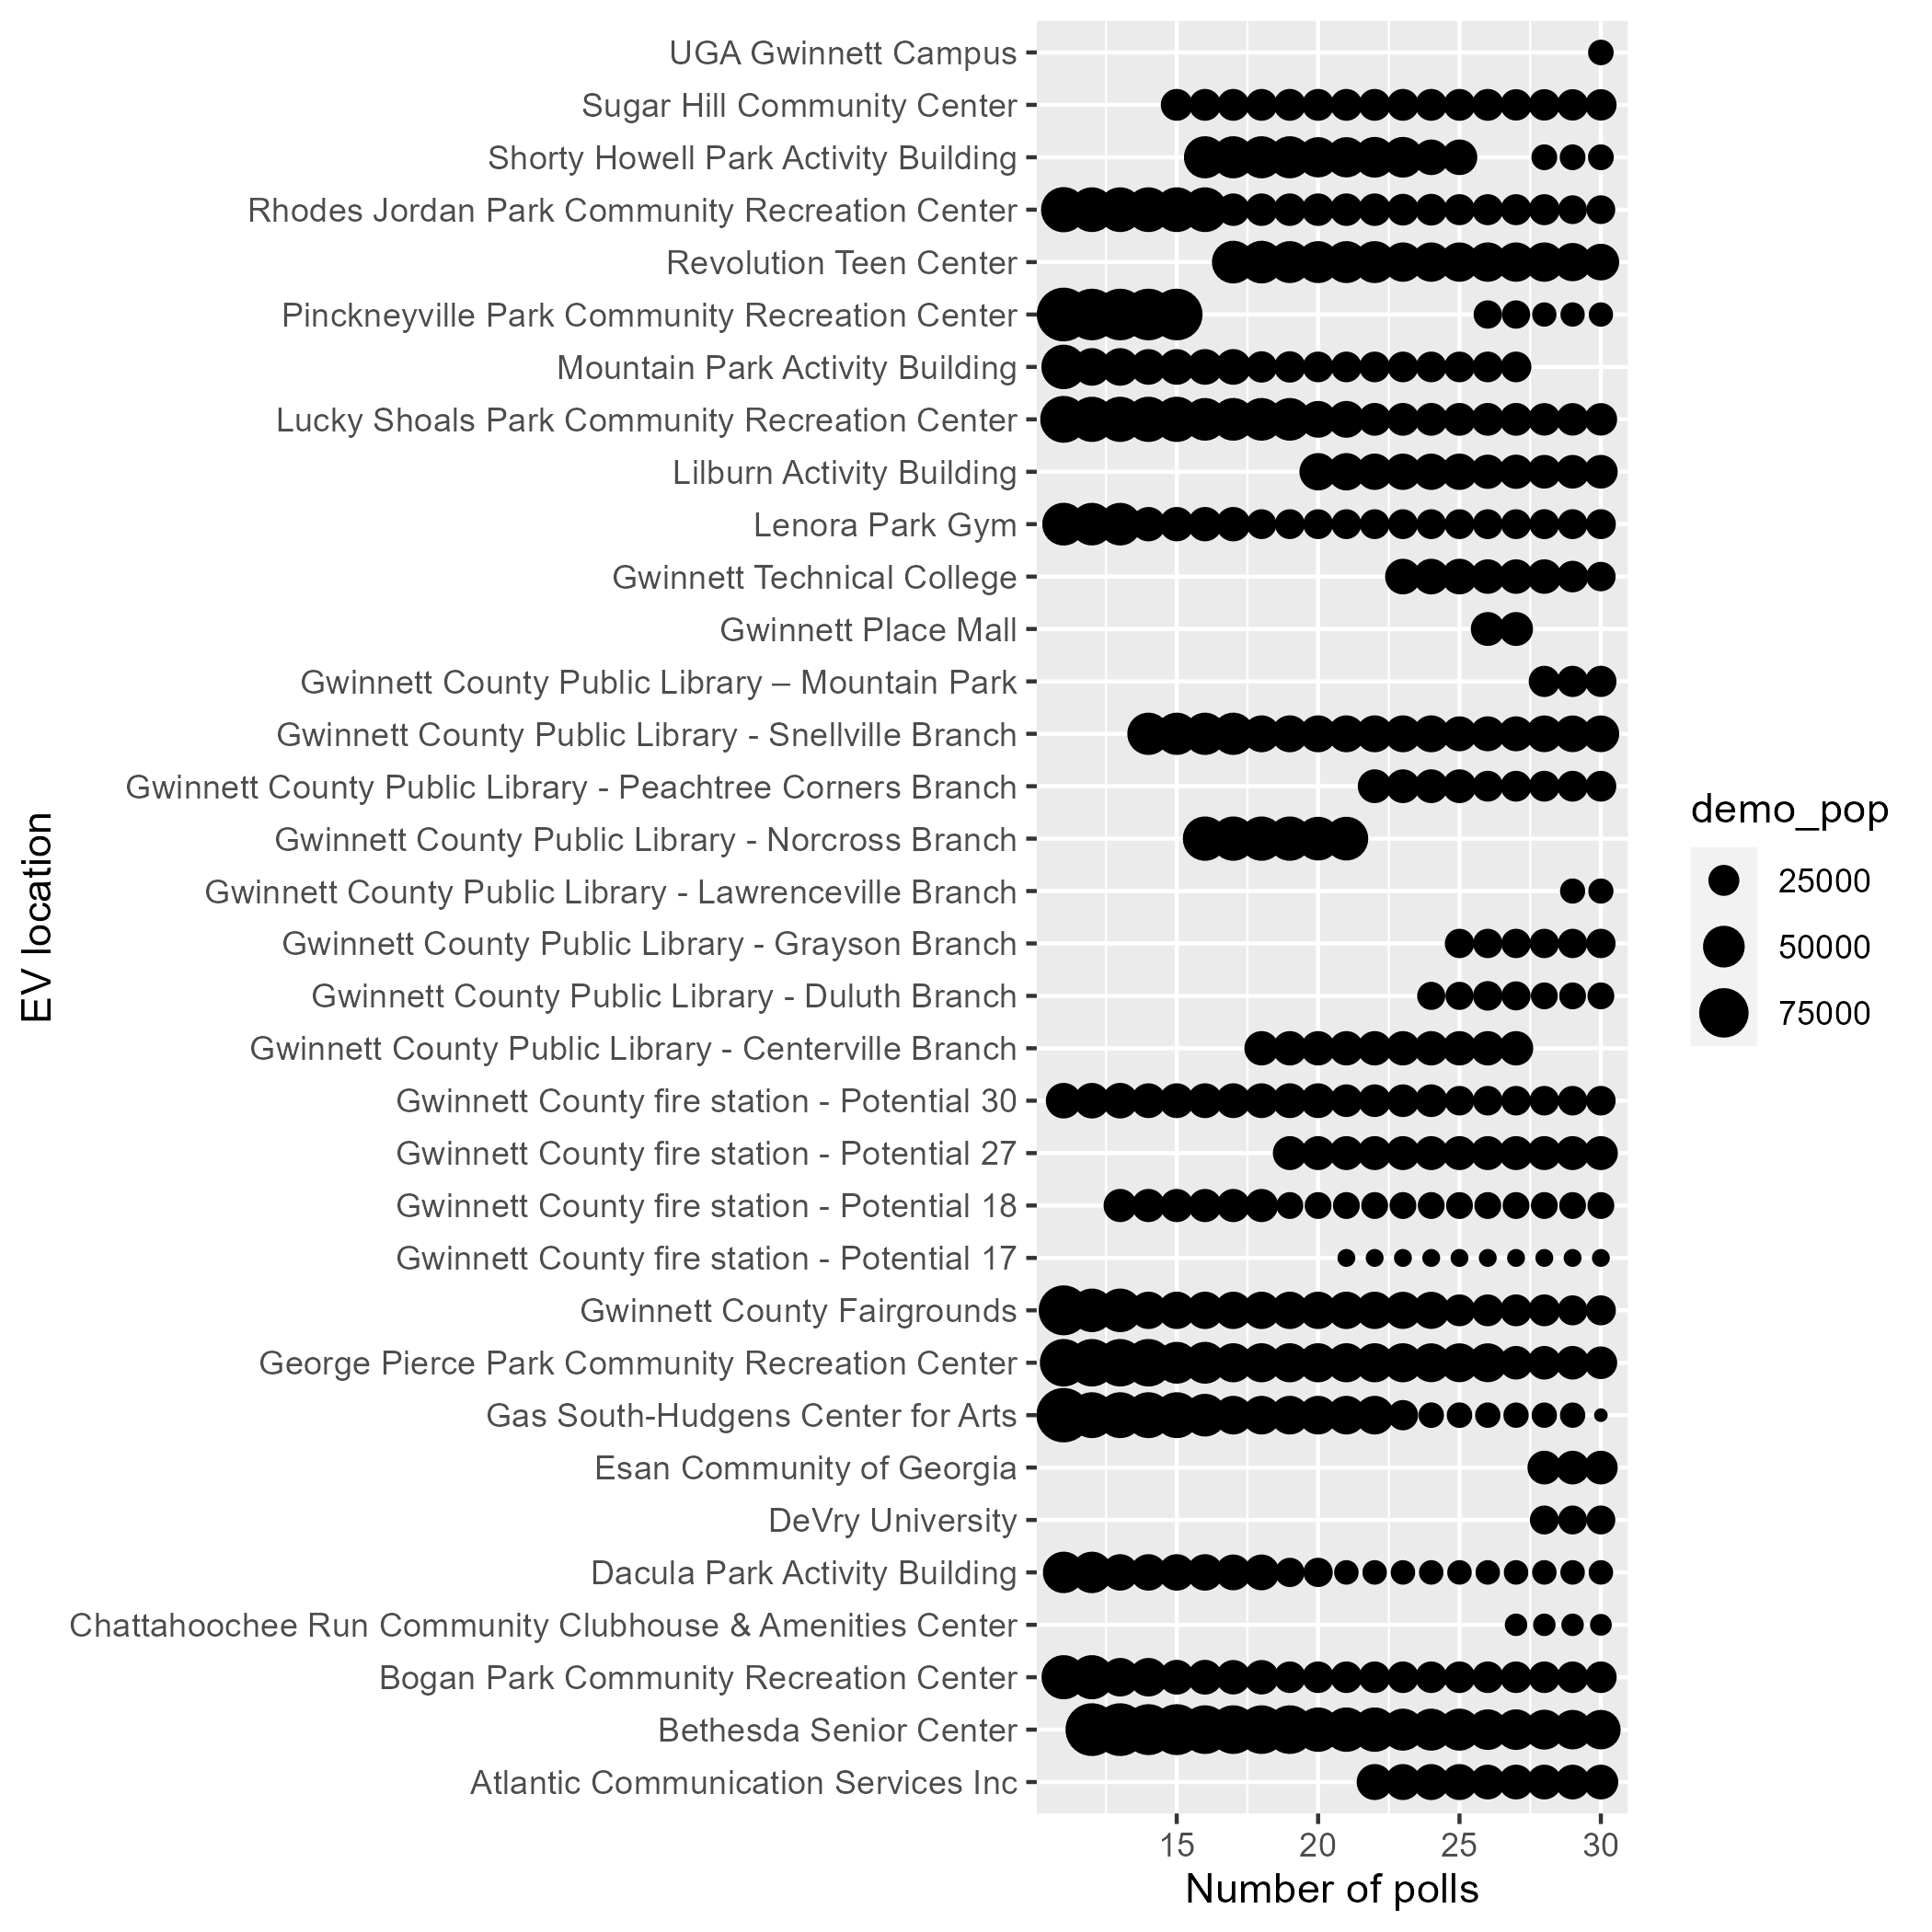 UGA Gwinnett Campus
Sugar Hill Community Center
Shorty Howell Park Activity Building
Rhodes Jordan Park Community Recreation Center
Revolution Teen Center
Pinckneyville Park Community Recreation Center
Mountain Park Activity Building
Lucky Shoals Park Community Recreation Center
Lilburn Activity Building
Lenora Park Gym
Gwinnett Technical College
Gwinnett Place Mall
Gwinnett County Public Library – Mountain Park
Gwinnett County Public Library - Snellville Branch
Gwinnett County Public Library - Peachtree Corners Branch
Gwinnett County Public Library - Norcross Branch
Gwinnett County Public Library - Lawrenceville Branch
Gwinnett County Public Library - Grayson Branch
Gwinnett County Public Library - Duluth Branch
Gwinnett County Public Library - Centerville Branch
Gwinnett County fire station - Potential 30
Gwinnett County fire station - Potential 27
Gwinnett County fire station - Potential 18
Gwinnett County fire station - Potential 17
Gwinnett County Fairgrounds
George Pierce Park Community Recreation Center
Gas South-Hudgens Center for Arts
Esan Community of Georgia
DeVry University
Dacula Park Activity Building
Chattahoochee Run Community Clubhouse & Amenities Center
Bogan Park Community Recreation Center
Bethesda Senior Center
Atlantic Communication Services Inc
EV location
15 20 25 30
Number of polls
demo_pop
25000
50000
75000